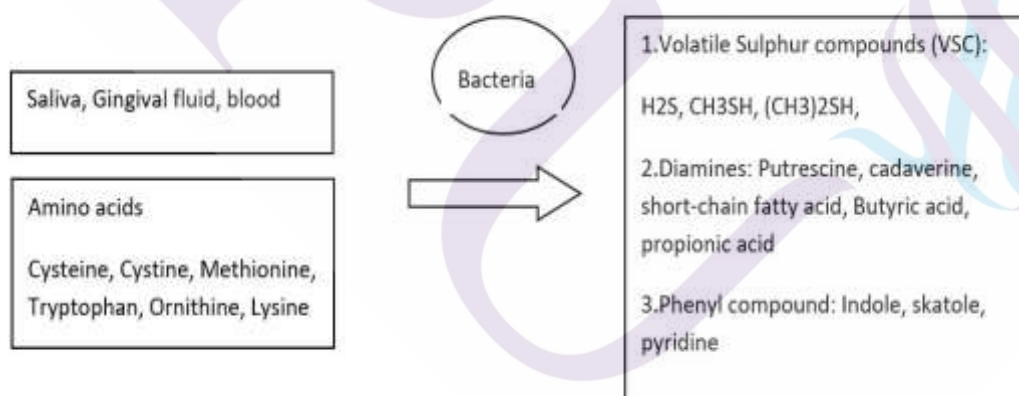 Saliva, Gingival fluid, blood
Amino acids
Cysteine, Cystine, Methionine,
Tryptophan, Ornithine, Lysine
Bacteria
1.Volatile Sulphur compounds (VSC):
H2S, CH3SH, (CH3)2SH,
2.Diamines: Putrescine, cadaverine,
short-chain fatty acid, Butyric acid,
propionic acid
3.Phenyl compound: Indole, skatole,
pyridine